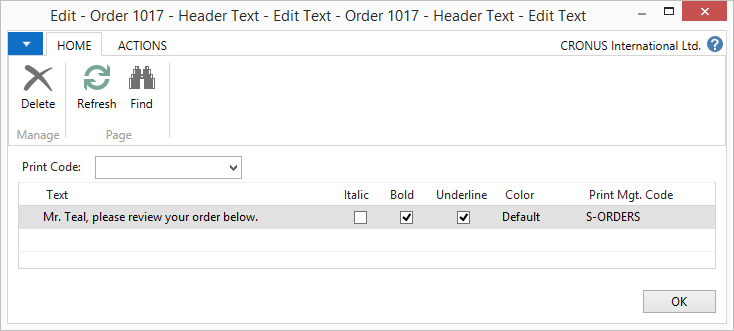 Edit - Order 1017 - Header Text - Edit Text - Order 1017 - Header Text - Edit Text
HOME ACTIONS CRONUS International Ltd. ?
Delete Refresh Find
Manage Page
Print Code:
Text Italic Bold Underline Color Print Mgt. Code
Mr. Teal, please review your order below. Default S-ORDERS
OK